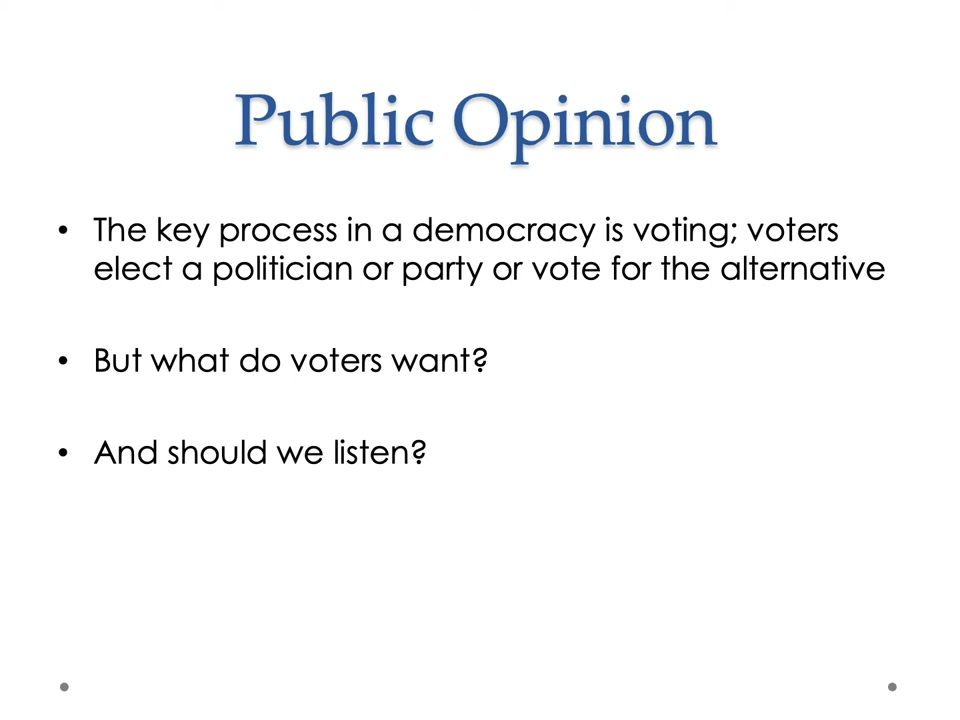 Public Opinion
• The key process in a democracy is voting; voters
elect a politician or party or vote for the alternative
• But what do voters want?
• And should we listen?